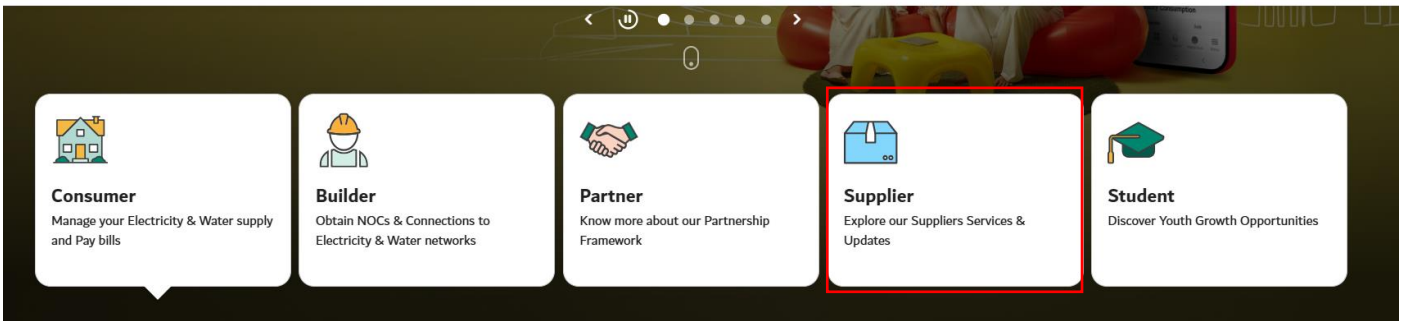 Consumption
Consumer
Manage your Electricity & Water supply
and Pay bills
Builder
Obtain NOCs & Connections to
Electricity & Water networks
Partner
Know more about our Partnership
Framework
Supplier
Explore our Suppliers Services &
Updates
Student
Discover Youth Growth Opportunities